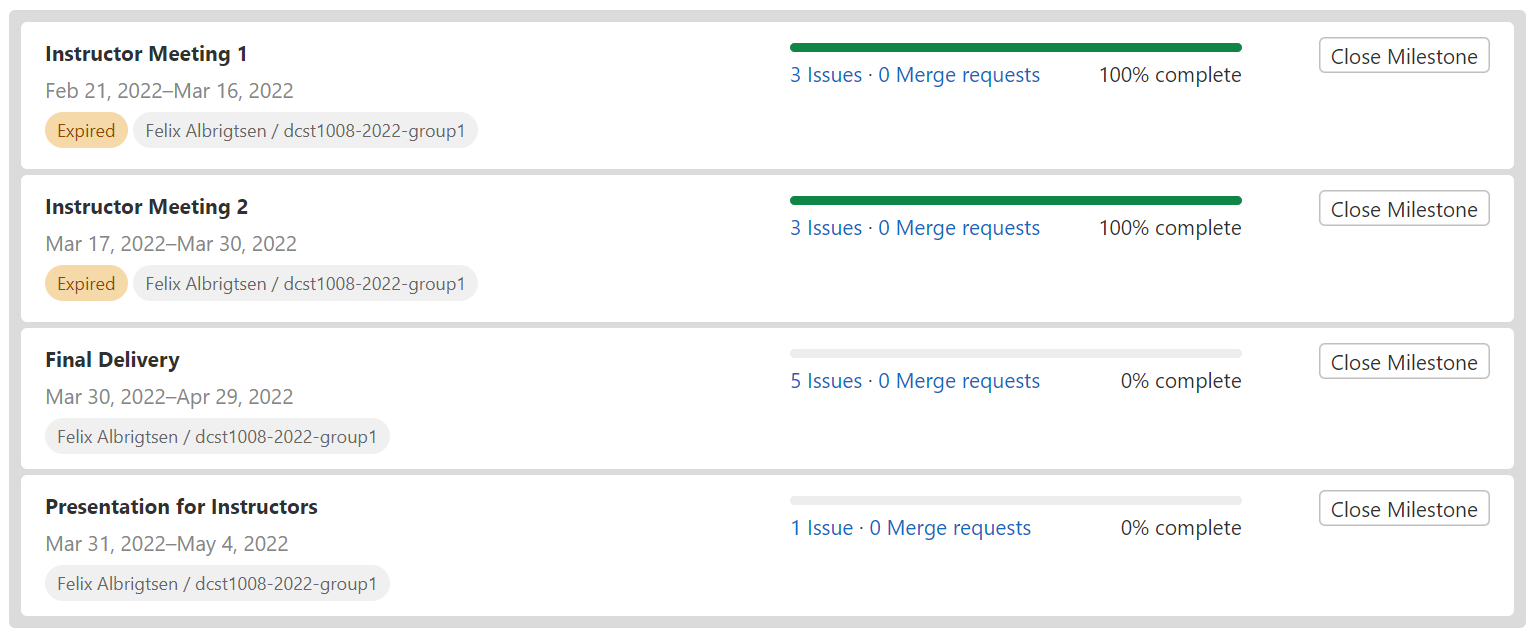 Instructor Meeting 1
Feb 21, 2022–Mar 16, 2022
Expired Felix Albrigtsen / dcst1008-2022-group1
3 Issues · 0 Merge requests 100% complete
Close Milestone
Instructor Meeting 2
Mar 17, 2022–Mar 30, 2022
Expired Felix Albrigtsen / dcst1008-2022-group1
3 Issues · 0 Merge requests 100% complete
Close Milestone
Final Delivery
Mar 30, 2022–Apr 29, 2022
Felix Albrigtsen / dcst1008-2022-group1
5 Issues · 0 Merge requests 0% complete
Close Milestone
Presentation for Instructors
Mar 31, 2022–May 4, 2022
Felix Albrigtsen / dcst1008-2022-group1
1 Issue · 0 Merge requests 0% complete
Close Milestone